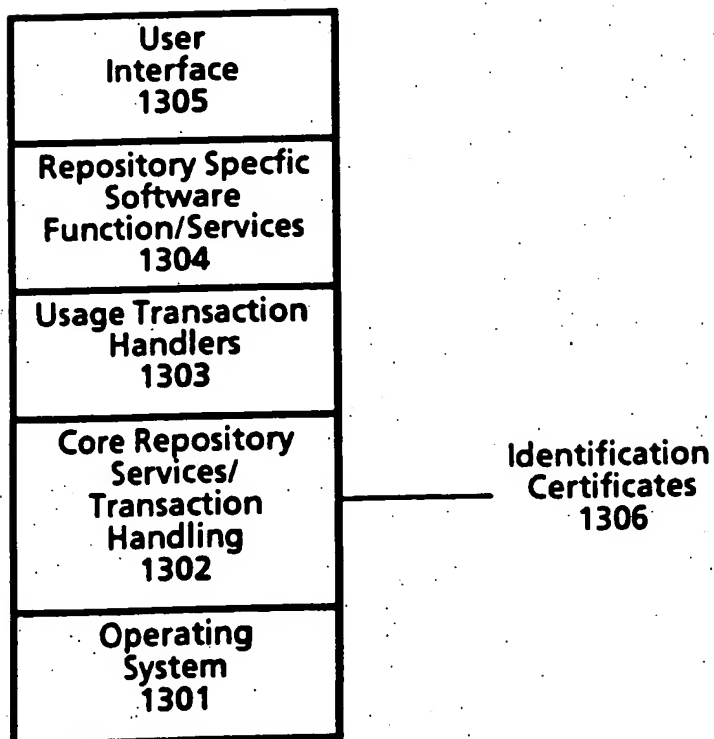 User
Interface
1305
Repository Specfic
Software
Function/Services
1304
Usage Transaction
Handlers
1303
Core Repository
Services/
Transaction
Handling
1302
Identification
Certificates
1306
Operating
System
1301